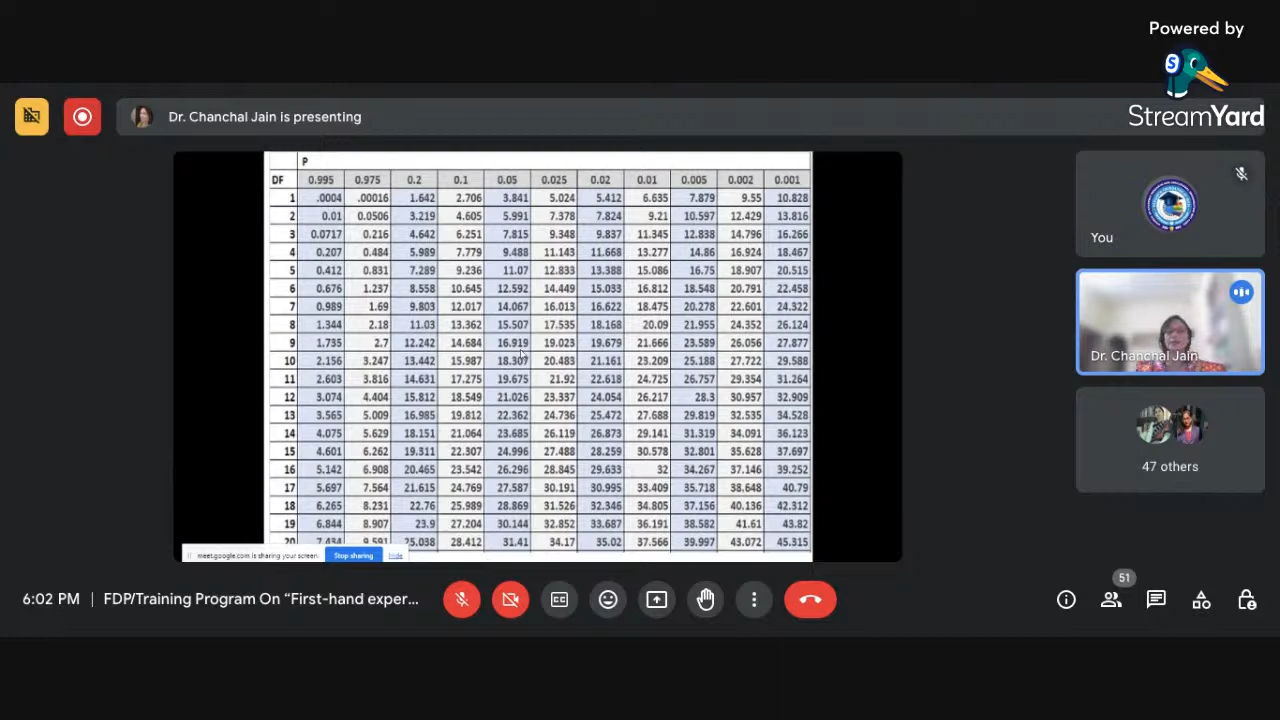 Powered by
StreamYard
Dr. Chanchal Jain is presenting
P
DF 0.995 0.975 0.2 0.1 0.05 0.025 0.02 0.01 0.005 0.002 0.001
1 .0004 .00016 1.642 2.706 3.841 5.024 5.412 6.635 7.879 9.55 10.828
2 0.01 0.0506 3.219 4.605 5.991 7.378 7.824 9.21 10.597 12.429 13.816
3 0.0717 0.216 4.642 6.251 7.815 9.348 9.837 11.345 12.838 14.796 16.266
4 0.207 0.484 5.989 7.779 9.488 11.143 11.668 13.277 14.86 16.924 18.467
5 0.412 0.831 7.289 9.236 11.07 12.833 13.388 15.086 16.75 18.907 20.515
6 0.676 1.237 8.558 10.645 12.592 14.449 15.033 16.812 18.548 20.791 22.458
7 0.989 1.69 9.803 12.017 14.067 16.013 16.622 18.475 20.278 22.601 24.322
8 1.344 2.18 11.03 13.362 15.507 17.535 18.168 20.09 21.955 24.352 26.124
9 1.735 2.7 12.242 14.684 16.919 19.023 19.679 21.666 23.589 26.056 27.877
10 2.156 3.247 13.442 15.987 18.307 20.483 21.161 23.209 25.188 27.722 29.588
11 2.603 3.816 14.631 17.275 19.675 21.92 22.618 24.725 26.757 29.354 31.264
12 3.074 4.404 15.812 18.549 21.026 23.337 24.054 26.217 28.3 30.957 32.909
13 3.565 5.009 16.985 19.812 22.362 24.736 25.472 27.688 29.819 32.535 34.528
14 4.075 5.629 18.151 21.064 23.685 26.119 26.873 29.141 31.319 34.091 36.123
15 4.601 6.262 19.311 22.307 24.996 27.488 28.259 30.578 32.801 35.628 37.697
16 5.142 6.908 20.465 23.542 26.296 28.845 29.633 32 34.267 37.146 39.252
17 5.697 7.564 21.615 24.769 27.587 30.191 30.995 33.409 35.718 38.648 40.79
18 6.265 8.231 22.76 25.989 28.869 31.526 32.346 34.805 37.156 40.136 42.312
19 6.844 8.907 23.9 27.204 30.144 32.852 33.687 36.191 38.582 41.61 43.82
20 7.434 9.591 25.038 28.412 31.41 34.17 35.02 37.566 39.997 43.072 45.315
meet.google.com is sharing your screen. Stop sharing Hide
You
Dr. Chanchal Jain
47 others
6:02 PM | FDP/Training Program On “First-hand exper...
51